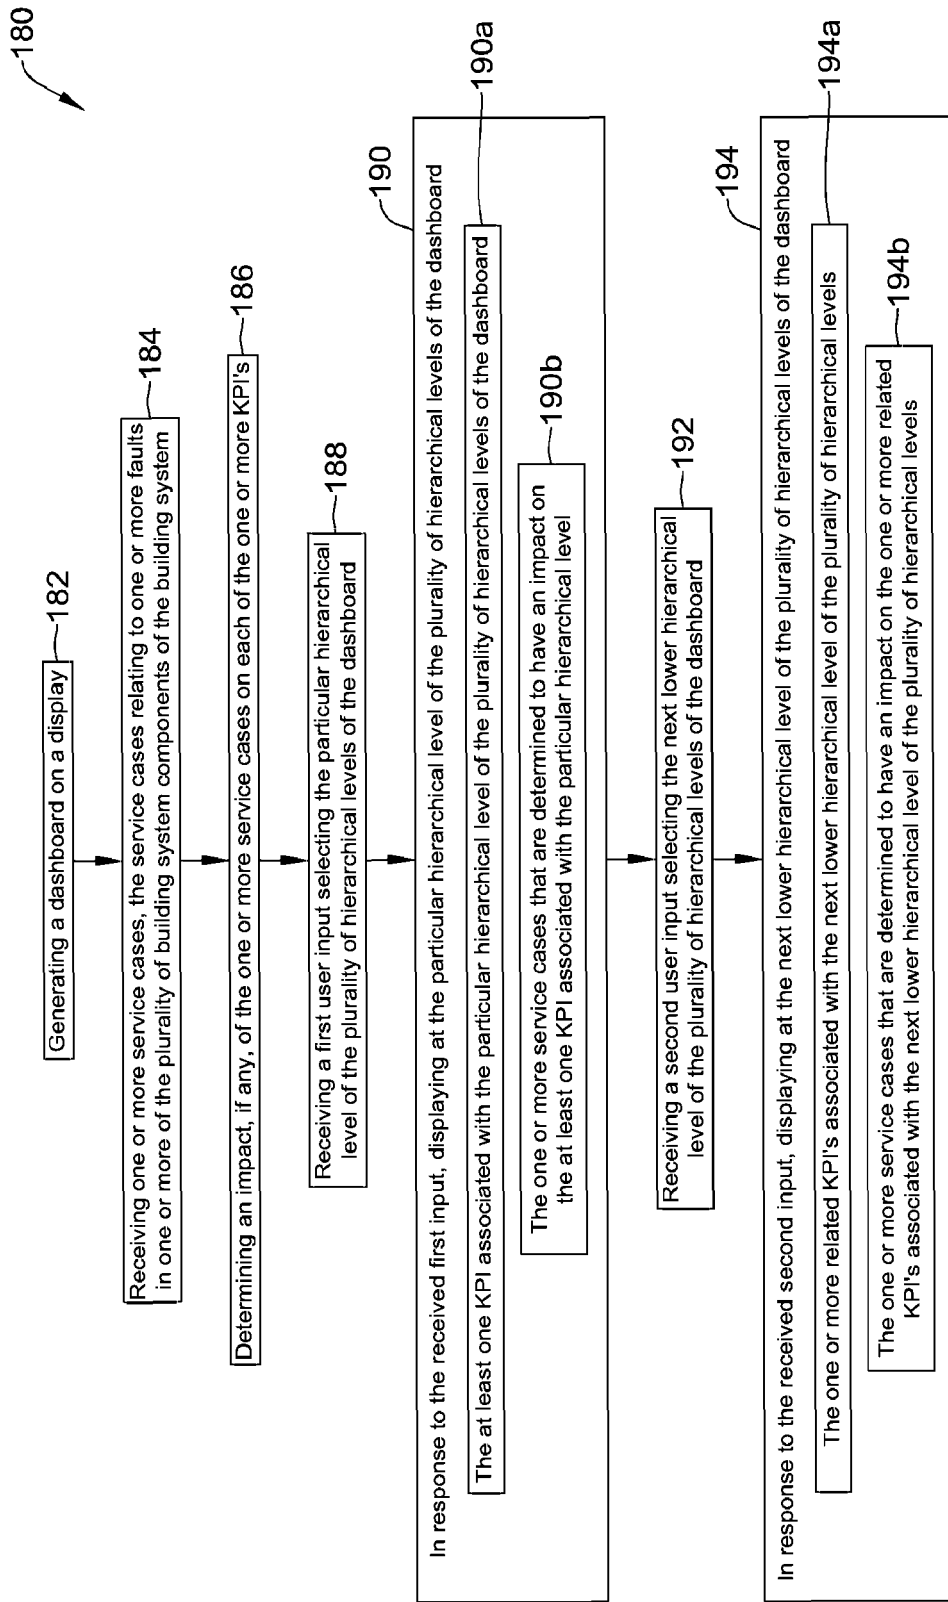 180
Generating a dashboard on a display
182
Receiving one or more service cases, the service cases relating to one or more faults
in one or more of the plurality of building system components of the building system
184
Determining an impact, if any, of the one or more service cases on each of the one or more KPI's
186
Receiving a first user input selecting the particular hierarchical
level of the plurality of hierarchical levels of the dashboard
188
190
In response to the received first input, displaying at the particular hierarchical level of the plurality of hierarchical levels of the dashboard
The at least one KPI associated with the particular hierarchical level of the plurality of hierarchical levels of the dashboard
190a
The one or more service cases that are determined to have an impact on
the at least one KPI associated with the particular hierarchical level
190b
Receiving a second user input selecting the next lower hierarchical
level of the plurality of hierarchical levels of the dashboard
192
194
In response to the received second input, displaying at the next lower hierarchical level of the plurality of hierarchical levels of the dashboard
The one or more related KPI's associated with the next lower hierarchical level of the plurality of hierarchical levels
194a
The one or more service cases that are determined to have an impact on the one or more related
KPI's associated with the next lower hierarchical level of the plurality of hierarchical levels
194b